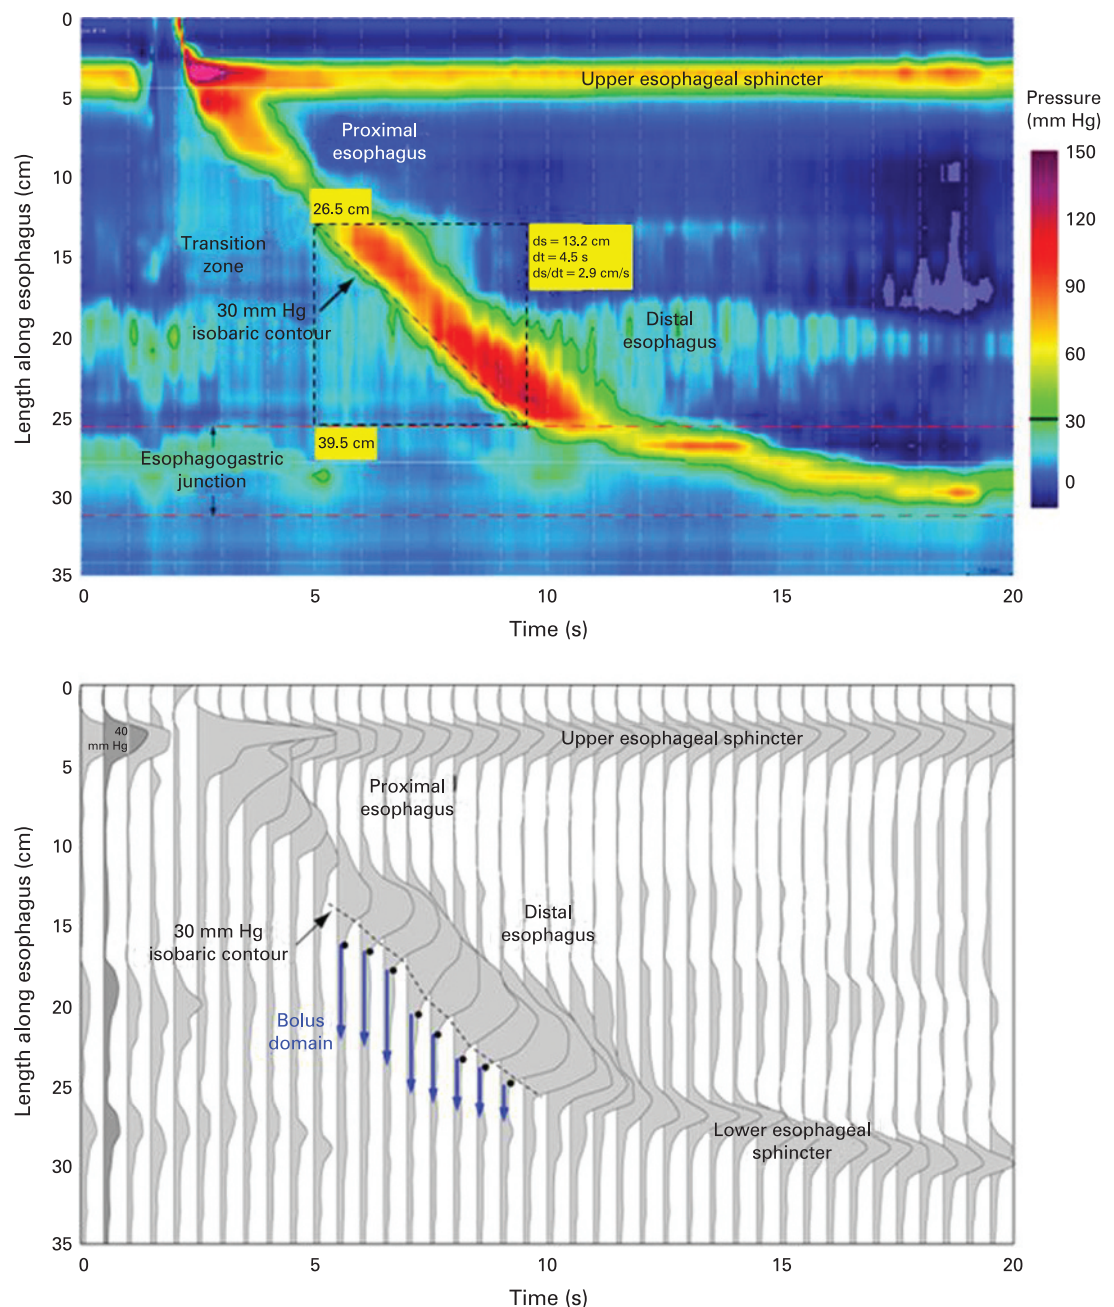 0
5
10
15
20
25
30
35
Length along esophagus (cm)
Upper esophageal sphincter
Proximal
esophagus
26.5 cm
ds = 13.2 cm
dt = 4.5 s
ds/dt = 2.9 cm/s
Transition
zone
30 mm Hg
isobaric contour
Distal
esophagus
39.5 cm
Esophagogastric
junction
0
5
10
15
20
Time (s)
Pressure
(mm Hg)
150
120
90
60
30
0
0
5
10
15
20
25
30
35
Length along esophagus (cm)
40
mm Hg
Upper esophageal sphincter
Proximal
esophagus
30 mm Hg
isobaric contour
Distal
esophagus
Bolus
domain
Lower esophageal
sphincter
0
5
10
15
20
Time (s)